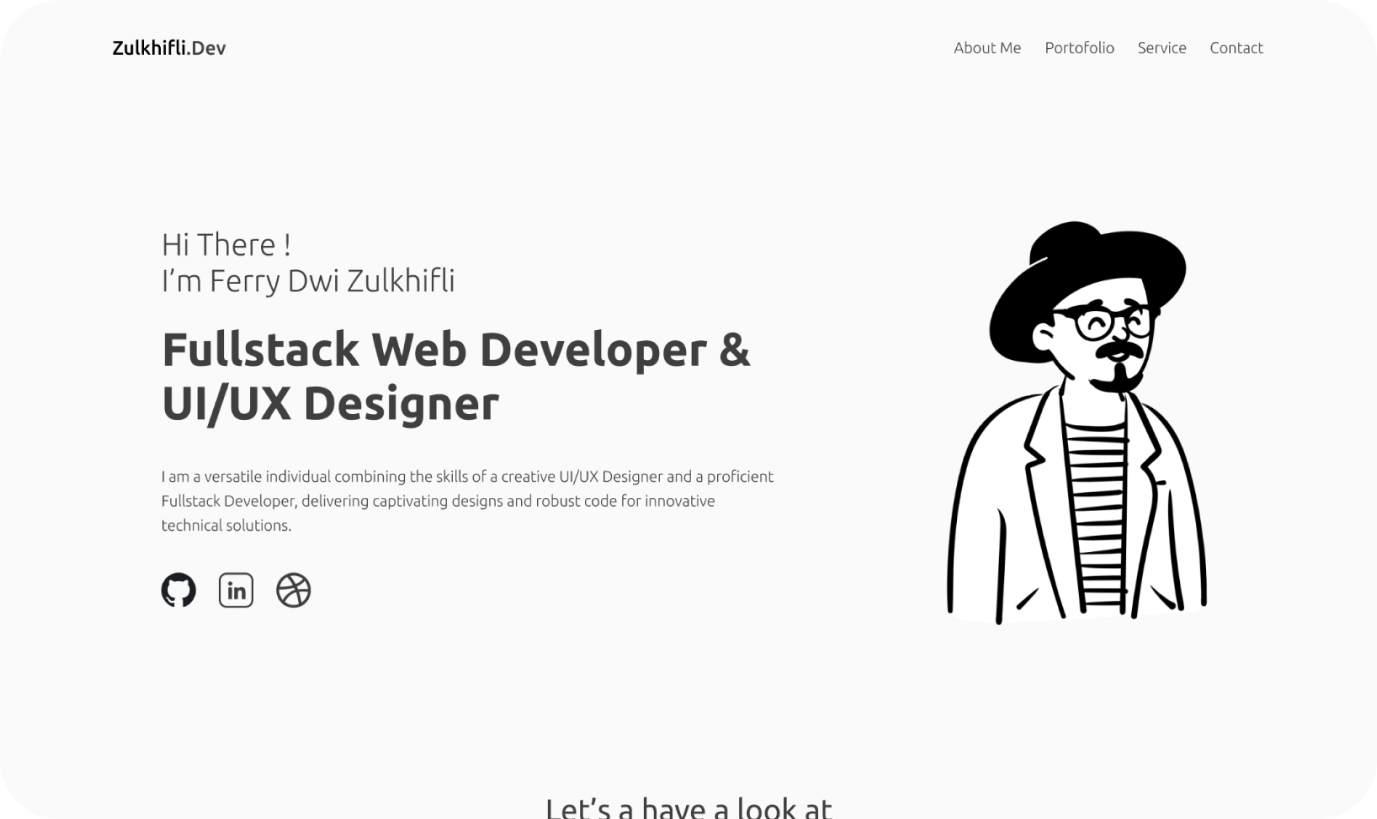 Zulkhifli.Dev
About Me Portofolio Service Contact
Hi There !
I’m Ferry Dwi Zulkhifli
Fullstack Web Developer &
UI/UX Designer
I am a versatile individual combining the skills of a creative UI/UX Designer and a proficient
Fullstack Developer, delivering captivating designs and robust code for innovative
technical solutions.
in
Let’s a have a look at